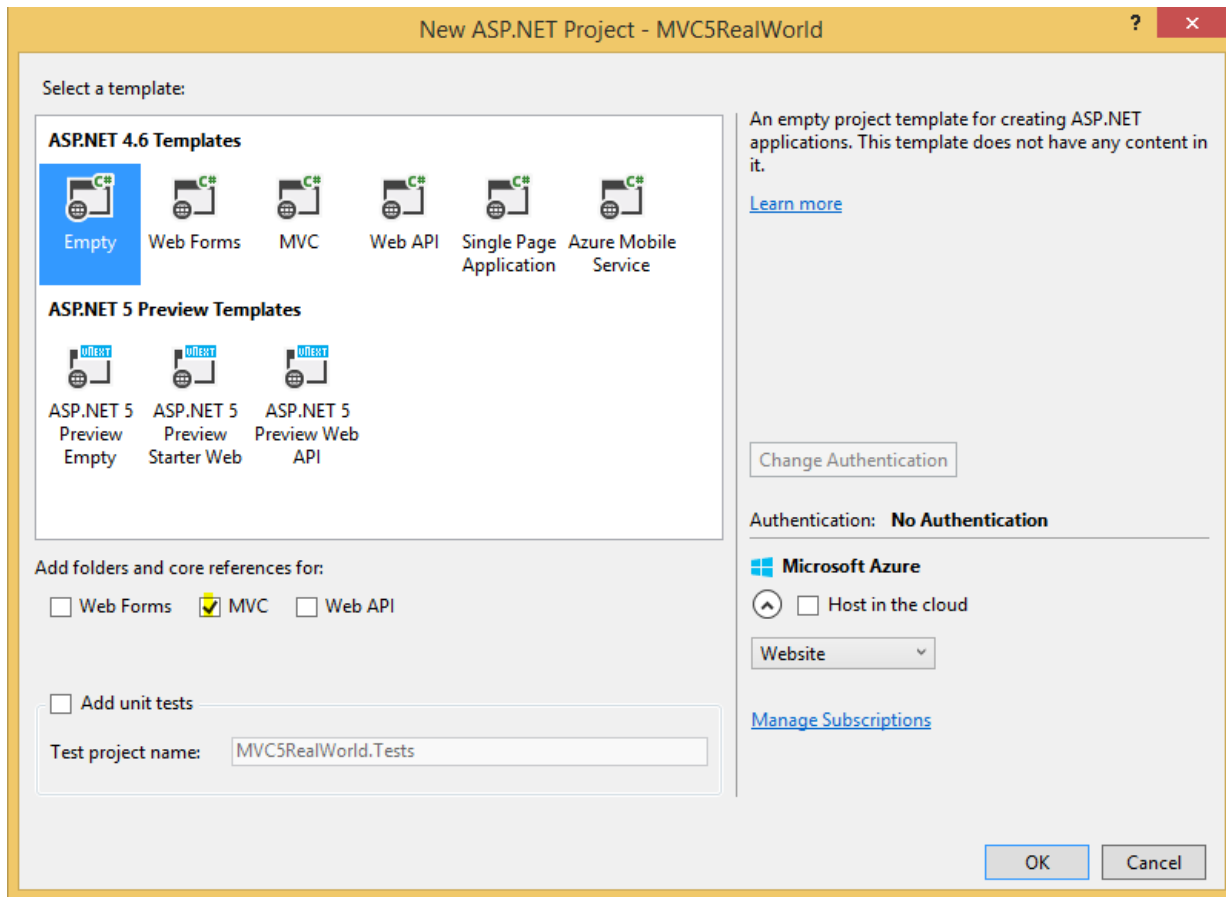 New ASP.NET Project - MVC5RealWorld
?
Select a template:
ASP.NET 4.6 Templates
C# C# C# C# C# C#
Empty Web Forms MVC Web API Single Page Azure Mobile
Application Service
ASP.NET 5 Preview Templates
vNEXT vNEXT vNEXT
ASP.NET 5 ASP.NET 5 ASP.NET 5
Preview Preview Preview Web
Empty Starter Web API
Add folders and core references for:
Web Forms MVC Web API
Add unit tests
Test project name: MVC5RealWorld.Tests
An empty project template for creating ASP.NET
applications. This template does not have any content in
it.
Learn more
Change Authentication
Authentication: No Authentication
Microsoft Azure
Host in the cloud
Website
Manage Subscriptions
OK Cancel